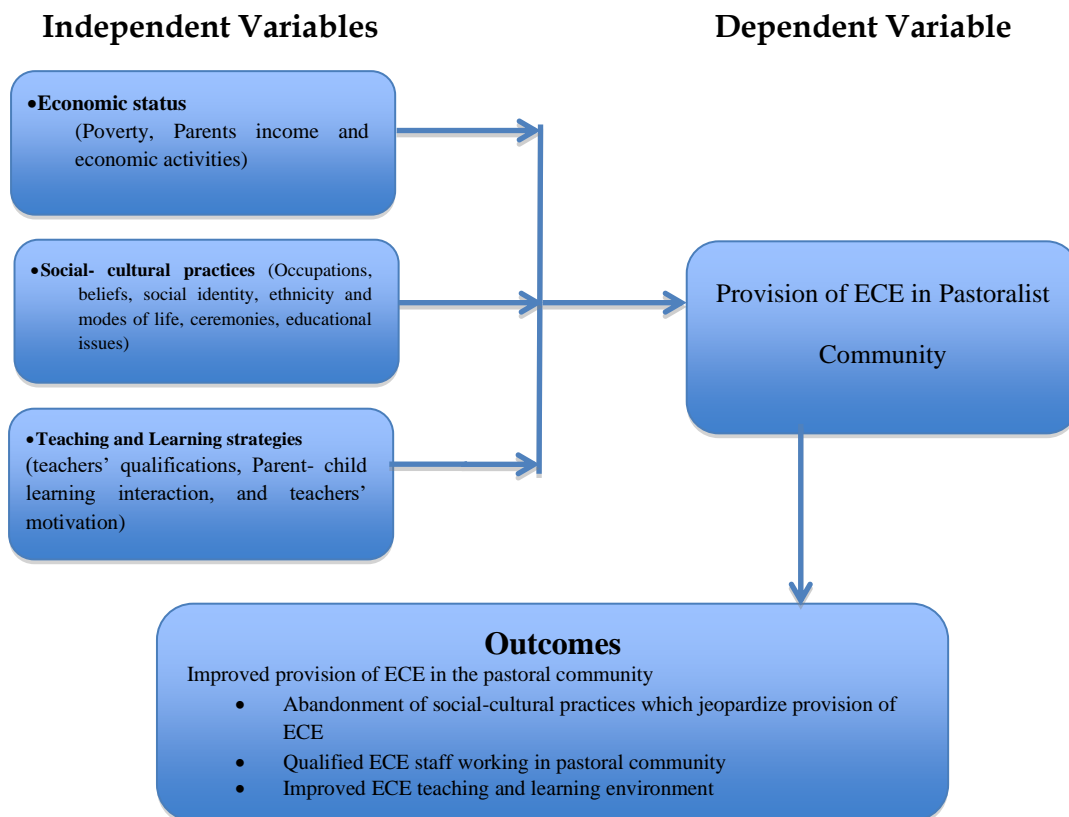 Independent Variables
Dependent Variable
•Economic status
(Poverty, Parents income and
economic activities)
•Social- cultural practices (Occupations,
beliefs, social identity, ethnicity and
modes of life, ceremonies, educational
issues)
•Teaching and Learning strategies
(teachers’ qualifications, Parent- child
learning interaction, and teachers’
motivation)
Provision of ECE in Pastoralist
Community
Outcomes
Improved provision of ECE in the pastoral community
• Abandonment of social-cultural practices which jeopardize provision of
ECE
• Qualified ECE staff working in pastoral community
• Improved ECE teaching and learning environment